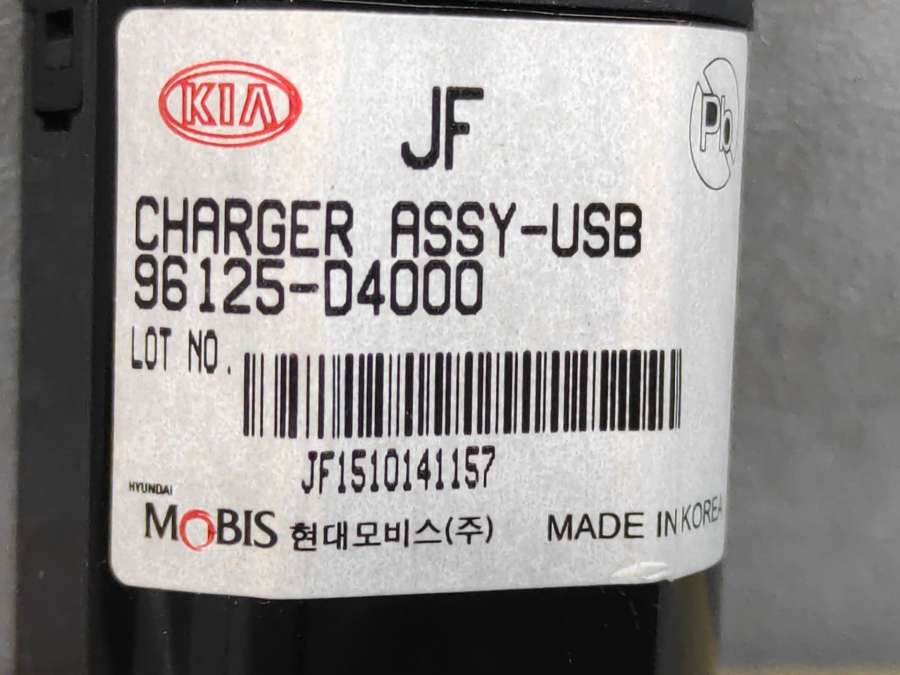 KIA
JF
Pb
CHARGER ASSY-USB
96125-D4000
LOT NO.
JF1510141157
HYUNDAI
MOBIS 현대모비스(주) MADE IN KOREA